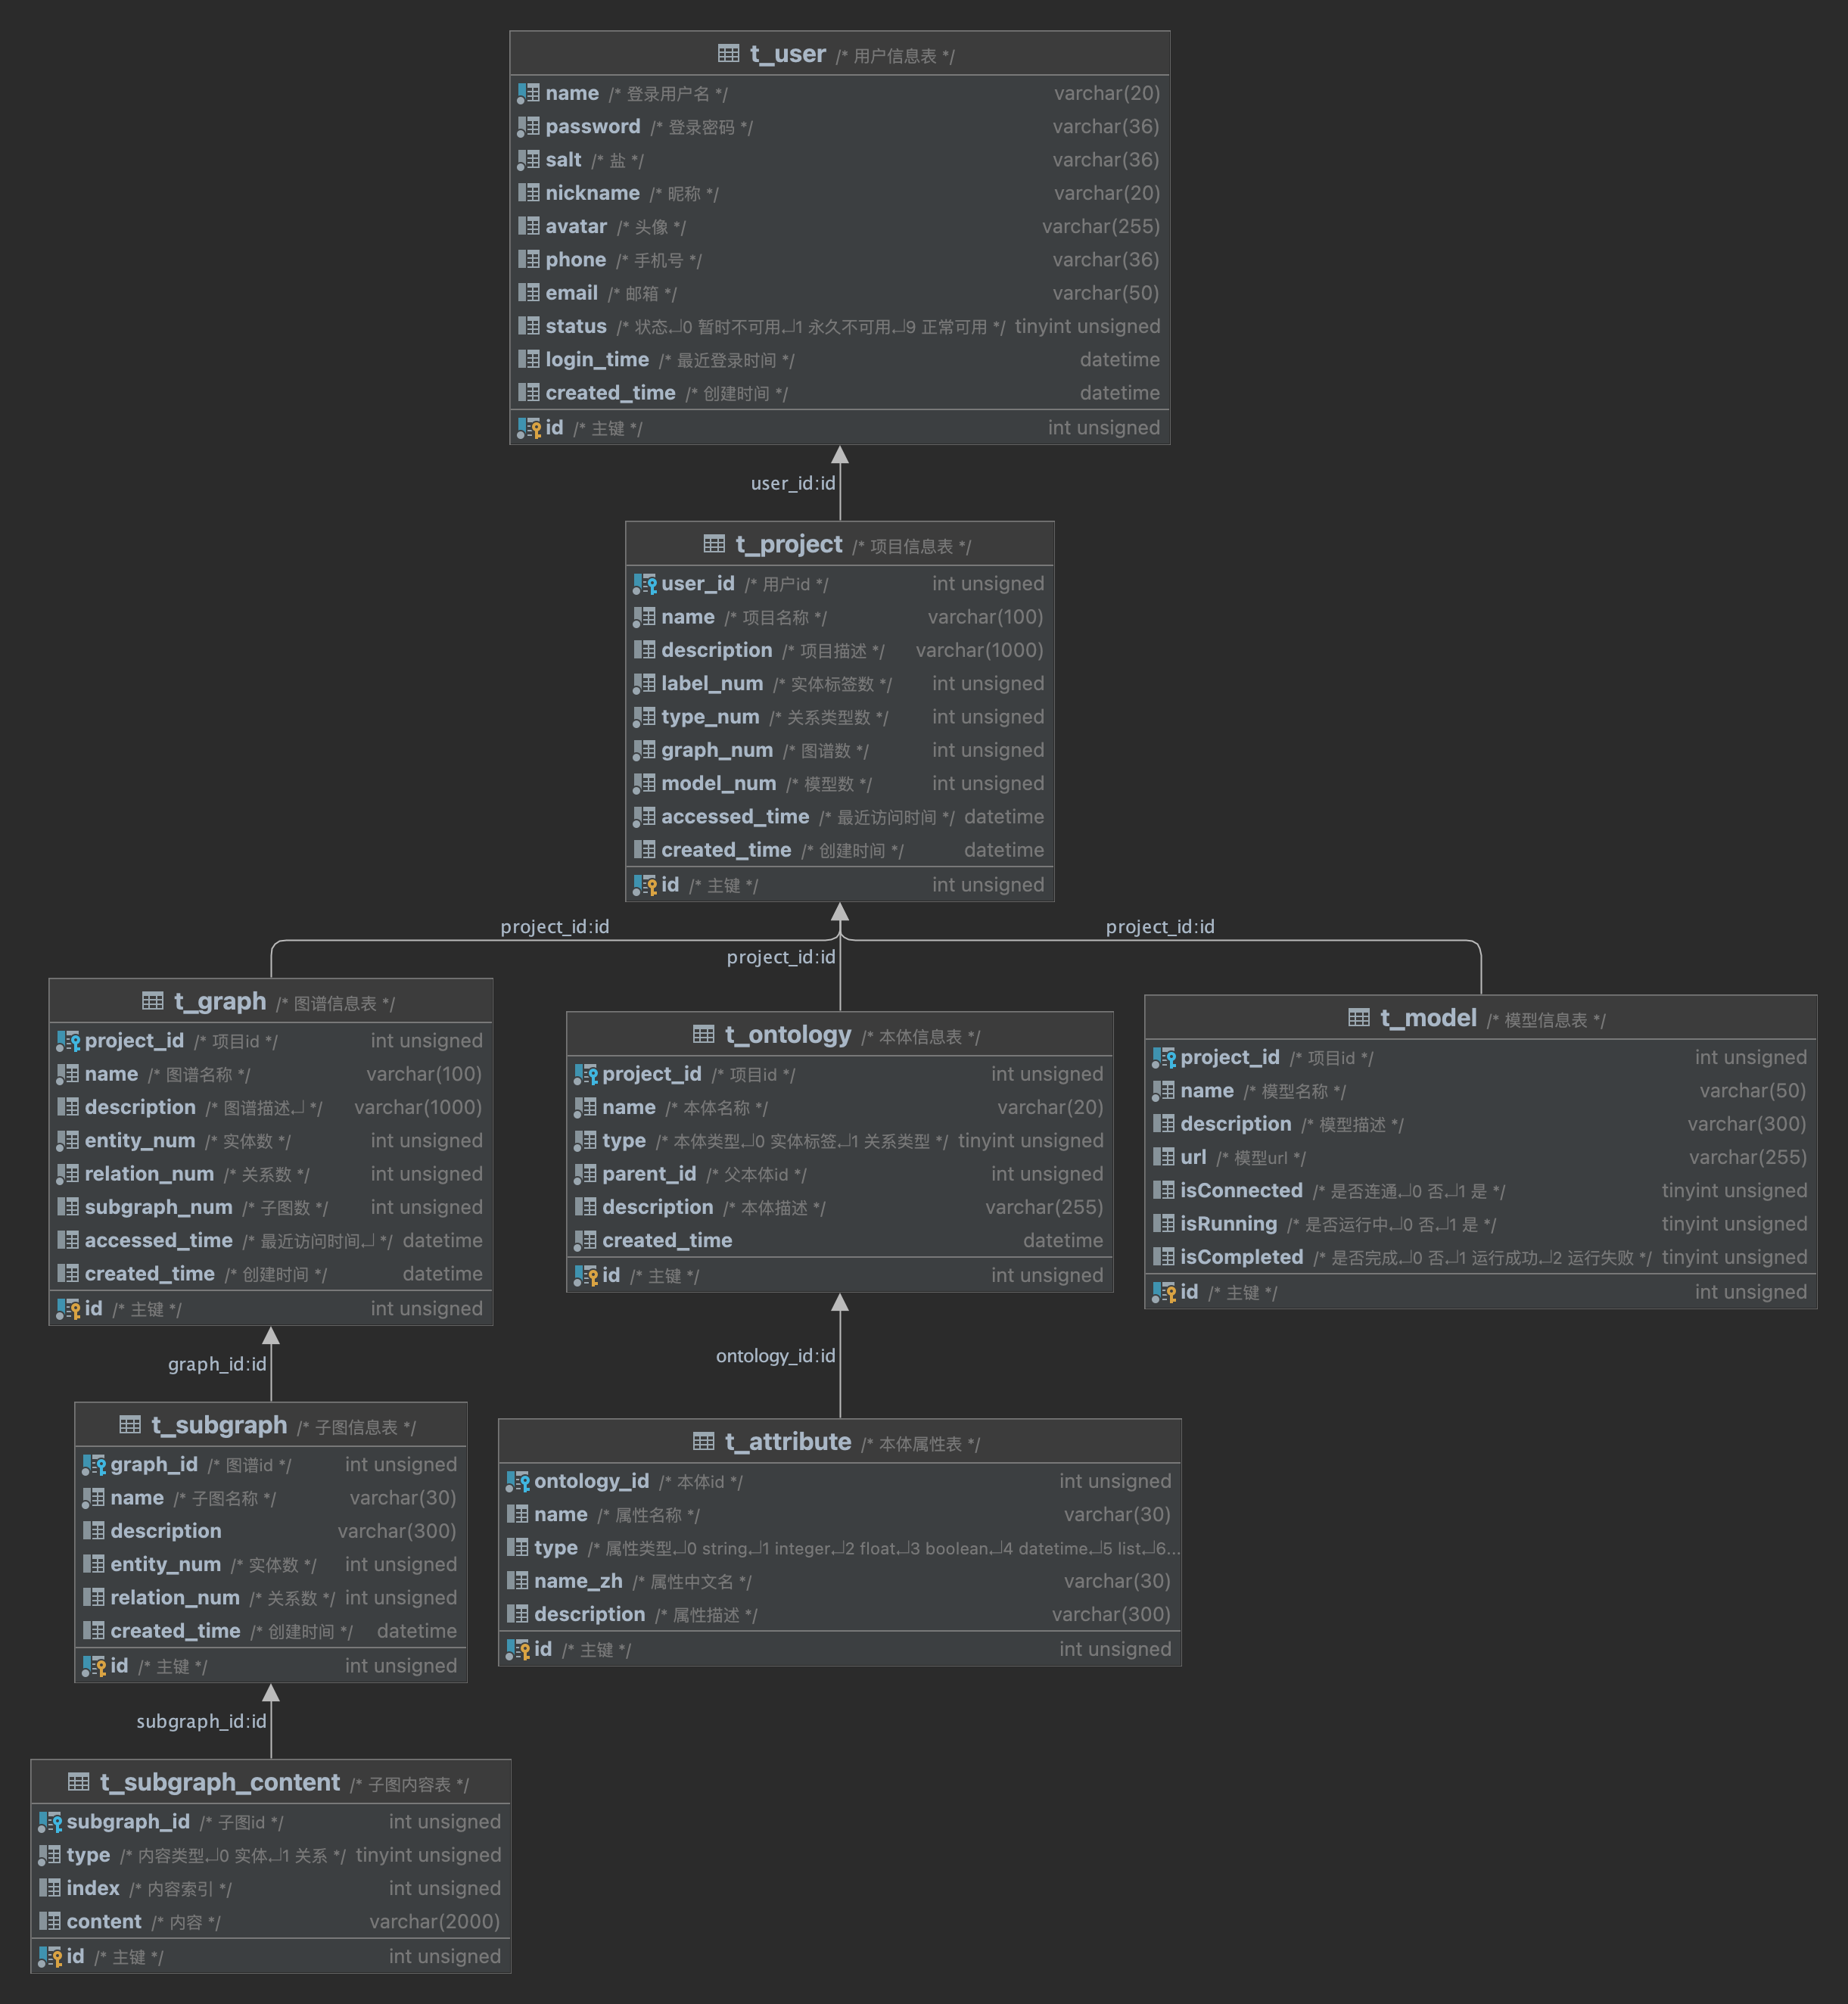 t_user /* 用户信息表 */
name /* 登录用户名 */ varchar(20)
password /* 登录密码 */ varchar(36)
salt /* 盐 */ varchar(36)
nickname /* 昵称 */ varchar(20)
avatar /* 头像 */ varchar(255)
phone /* 手机号 */ varchar(36)
email /* 邮箱 */ varchar(50)
status /* 状态↵0 暂时不可用↵1 永久不可用↵9 正常可用 */ tinyint unsigned
login_time /* 最近登录时间 */ datetime
created_time /* 创建时间 */ datetime
id /* 主键 */ int unsigned
user_id:id
t_project /* 项目信息表 */
user_id /* 用户id */ int unsigned
name /* 项目名称 */ varchar(100)
description /* 项目描述 */ varchar(1000)
label_num /* 实体标签数 */ int unsigned
type_num /* 关系类型数 */ int unsigned
graph_num /* 图谱数 */ int unsigned
model_num /* 模型数 */ int unsigned
accessed_time /* 最近访问时间 */ datetime
created_time /* 创建时间 */ datetime
id /* 主键 */ int unsigned
project_id:id
project_id:id
project_id:id
t_graph /* 图谱信息表 */
project_id /* 项目id */ int unsigned
name /* 图谱名称 */ varchar(100)
description /* 图谱描述↵ */ varchar(1000)
entity_num /* 实体数 */ int unsigned
relation_num /* 关系数 */ int unsigned
subgraph_num /* 子图数 */ int unsigned
accessed_time /* 最近访问时间↵ */ datetime
created_time /* 创建时间 */ datetime
id /* 主键 */ int unsigned
t_ontology /* 本体信息表 */
project_id /* 项目id */ int unsigned
name /* 本体名称 */ varchar(20)
type /* 本体类型↵0 实体标签↵1 关系类型 */ tinyint unsigned
parent_id /* 父本体id */ int unsigned
description /* 本体描述 */ varchar(255)
created_time datetime
id /* 主键 */ int unsigned
t_model /* 模型信息表 */
project_id /* 项目id */ int unsigned
name /* 模型名称 */ varchar(50)
description /* 模型描述 */ varchar(300)
url /* 模型url */ varchar(255)
isConnected /* 是否连通↵0 否↵1 是 */ tinyint unsigned
isRunning /* 是否运行中↵0 否↵1 是 */ tinyint unsigned
isCompleted /* 是否完成↵0 否↵1 运行成功↵2 运行失败 */ tinyint unsigned
id /* 主键 */ int unsigned
graph_id:id
ontology_id:id
t_subgraph /* 子图信息表 */
graph_id /* 图谱id */ int unsigned
name /* 子图名称 */ varchar(30)
description varchar(300)
entity_num /* 实体数 */ int unsigned
relation_num /* 关系数 */ int unsigned
created_time /* 创建时间 */ datetime
id /* 主键 */ int unsigned
t_attribute /* 本体属性表 */
ontology_id /* 本体id */ int unsigned
name /* 属性名称 */ varchar(30)
type /* 属性类型↵0 string↵1 integer↵2 float↵3 boolean↵4 datetime↵5 list↵6...
name_zh /* 属性中文名 */ varchar(30)
description /* 属性描述 */ varchar(300)
id /* 主键 */ int unsigned
subgraph_id:id
t_subgraph_content /* 子图内容表 */
subgraph_id /* 子图id */ int unsigned
type /* 内容类型↵0 实体↵1 关系 */ tinyint unsigned
index /* 内容索引 */ int unsigned
content /* 内容 */ varchar(2000)
id /* 主键 */ int unsigned